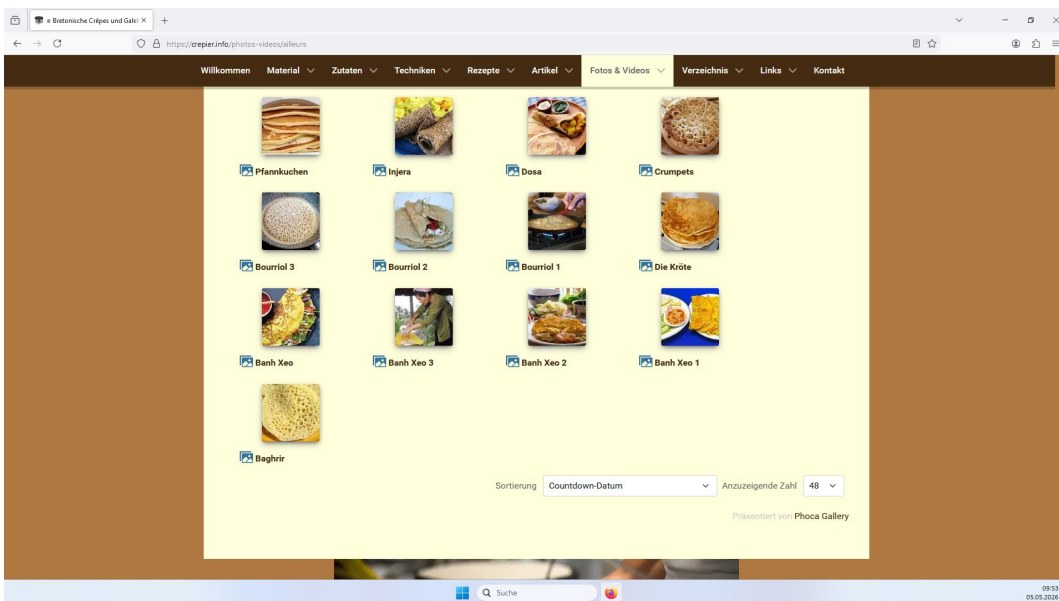 ≡ Bretonische Crêpes und Galet
https://crepier.info/photos-videos/ailleurs
Willkommen Material Zutaten Techniken Rezepte Artikel Fotos & Videos Verzeichnis Links Kontakt
Pfannkuchen Injera Dosa Crumpets
Bourriol 3 Bourriol 2 Bourriol 1 Die Kröte
Banh Xeo Banh Xeo 3 Banh Xeo 2 Banh Xeo 1
Baghrir
Sortierung Countdown-Datum Anzuzeigende Zahl 48
Präsentiert von Phoca Gallery
Suche
09:53
05.05.2026